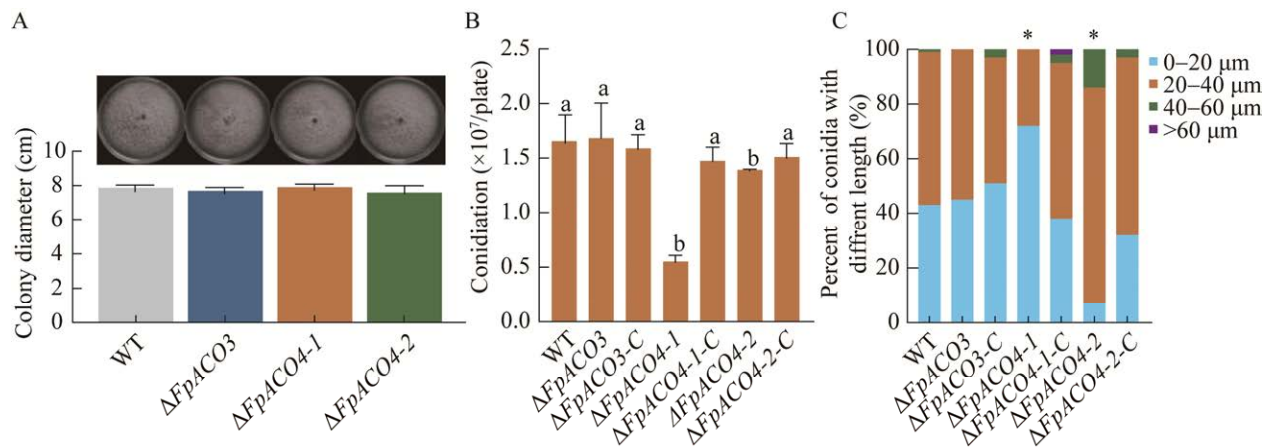 A
Colony diameter (cm)
10
8
6
4
2
0
WT
ΔFpACO3
ΔFpACO4-1
ΔFpACO4-2
B
Conidiation (×10⁷/plate)
2.5
2.0
1.5
1.0
0.5
0.0
a
a
a
b
a
b
a
WT
ΔFpACO3
ΔFpACO3-C
ΔFpACO4-1
ΔFpACO4-1-C
ΔFpACO4-2
ΔFpACO4-2-C
C
Percent of conidia with
diffrent length (%)
100
80
60
40
20
0
*
*
WT
ΔFpACO3
ΔFpACO3-C
ΔFpACO4-1
ΔFpACO4-1-C
ΔFpACO4-2
ΔFpACO4-2-C
0–20 μm
20–40 μm
40–60 μm
>60 μm